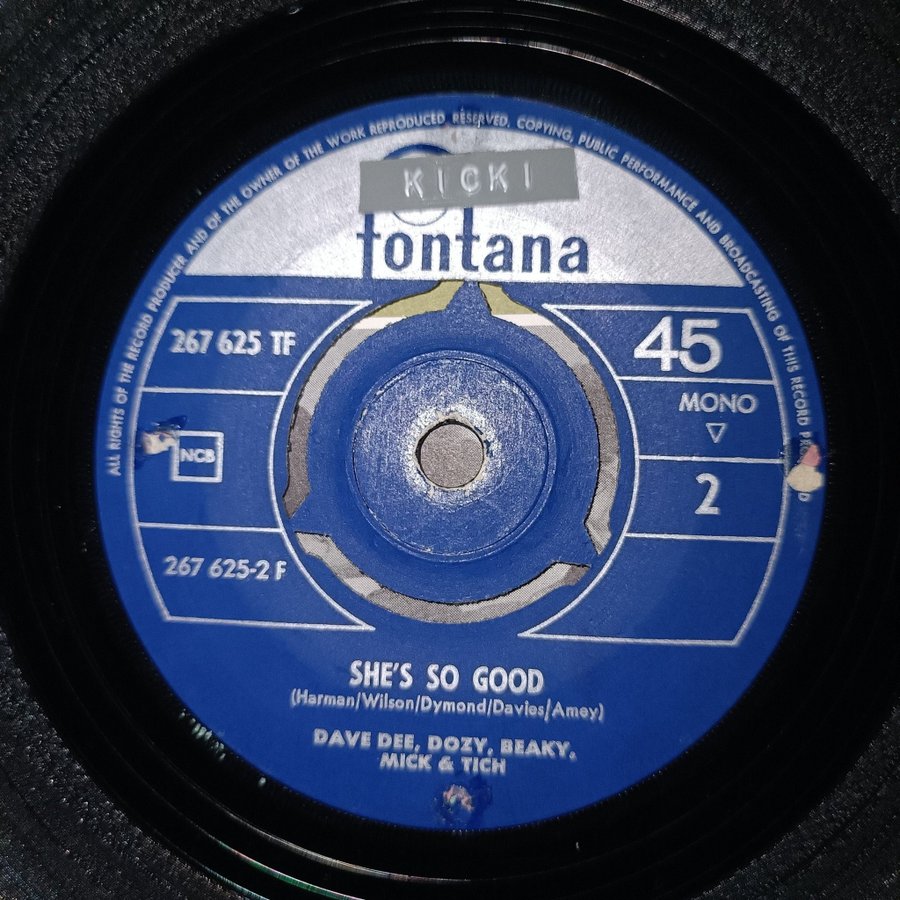 ALL RIGHTS OF THE RECORD PRODUCER AND OF THE OWNER OF THE WORK REPRODUCED RESERVED, COPYING, PUBLIC PERFORMANCE AND BROADCASTING OF THIS RECORD
KICKI
fontana
267 625 TF
45
MONO
NCB
2
267 625-2 F
SHE'S SO GOOD
(Harman/Wilson/Dymond/Davies/Amey)
DAVE DEE, DOZY, BEAKY,
MICK & TICH